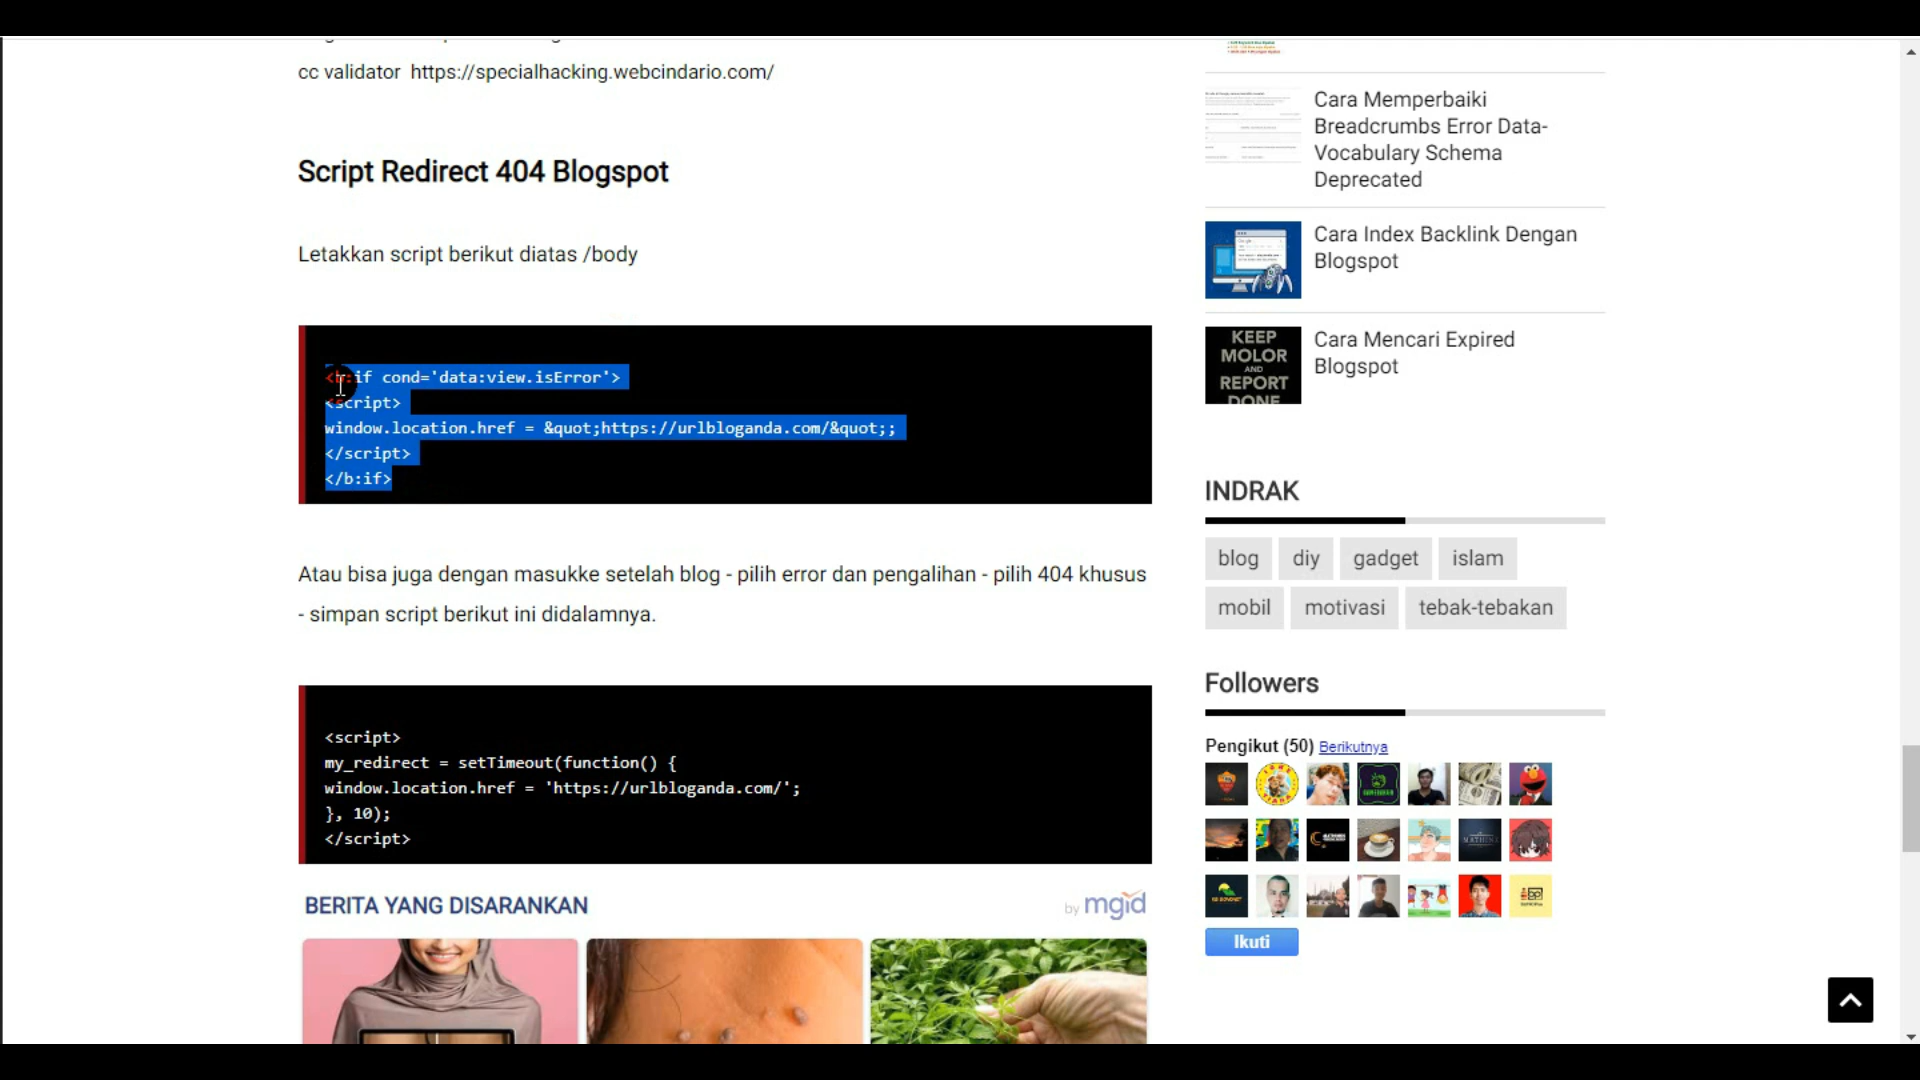 cc validator https://specialhacking.webcindario.com/
Script Redirect 404 Blogspot
Letakkan script berikut diatas /body
<b:if cond='data:view.isError'>
<script>
window.location.href = &quot;https://urlbloganda.com/&quot;;
</script>
</b:if>
Atau bisa juga dengan masukke setelah blog - pilih error dan pengalihan - pilih 404 khusus
- simpan script berikut ini didalamnya.
<script>
my_redirect = setTimeout(function() {
window.location.href = 'https://urlbloganda.com/';
}, 10);
</script>
BERITA YANG DISARANKAN
by mgid
Cara Memperbaiki
Breadcrumbs Error Data-
Vocabulary Schema
Deprecated
Cara Index Backlink Dengan
Blogspot
KEEP
MOLOR
AND
REPORT
DONE
Cara Mencari Expired
Blogspot
INDRAK
blog
diy
gadget
islam
mobil
motivasi
tebak-tebakan
Followers
Pengikut (50) Berikutnya
Ikuti